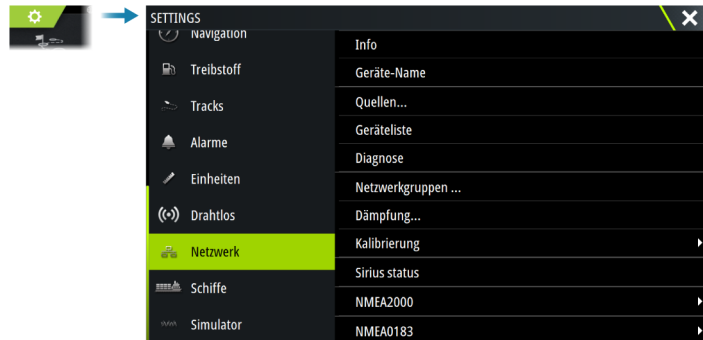 SETTINGS
Navigation
Treibstoff
Tracks
Alarme
Einheiten
Drahtlos
Netzwerk
Schiffe
Simulator
Info
Geräte-Name
Quellen...
Geräteliste
Diagnose
Netzwerkgruppen ...
Dämpfung...
Kalibrierung
Sirius status
NMEA2000
NMEA0183